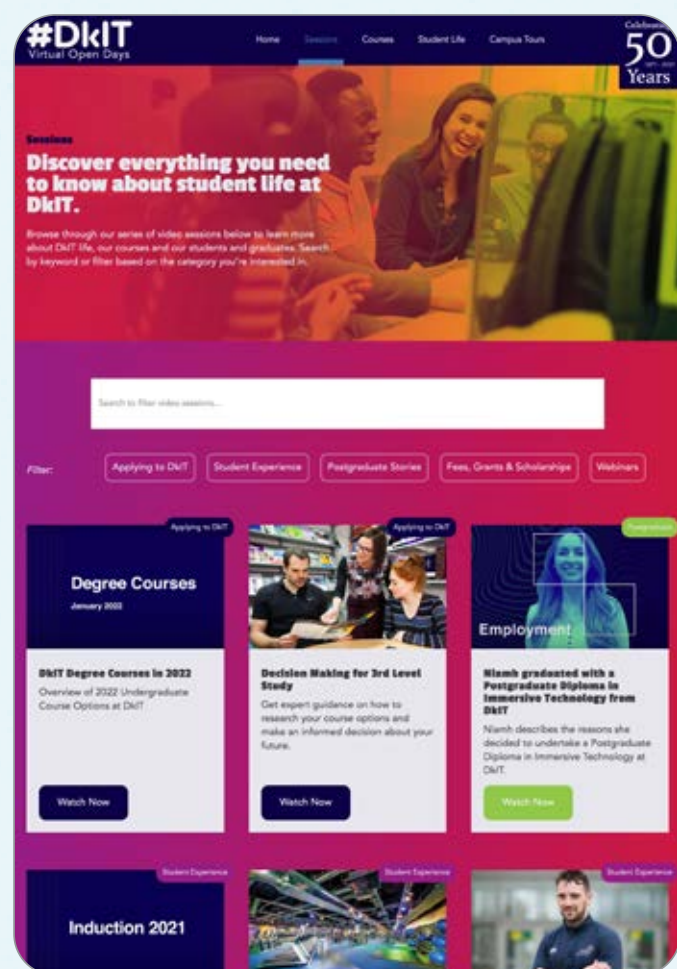 #DkIT
Virtual Open Days
Home Sessions Courses Student Life Campus Tours
Celebrating
50
Years
Sessions
Discover everything you need
to know about student life at
DkIT.
Browse through our series of video sessions below to learn more
about DkIT life, our courses and our students and graduates. Search
by keyword or filter based on the category you're interested in.
Search to filter video sessions...
Filter:
Applying to DkIT Student Experience Postgraduate Stories Fees, Grants & Scholarships Webinars
Applying to DkIT
Degree Courses
January 2022
DkIT Degree Courses in 2022
Overview of 2022 Undergraduate
Course Options at DkIT
Watch Now
Applying to DkIT
Decision Making for 3rd Level
Study
Get expert guidance on how to
research your course options and
make an informed decision about your
future.
Watch Now
Postgraduate
Employment
Niamh graduated with a
Postgraduate Diploma in
Immersive Technology from
DkIT
Niamh describes the reasons she
decided to undertake a Postgraduate
Diploma in Immersive Technology at
DkIT.
Watch Now
Student Experience
Induction 2021
Student Experience
Student Experience